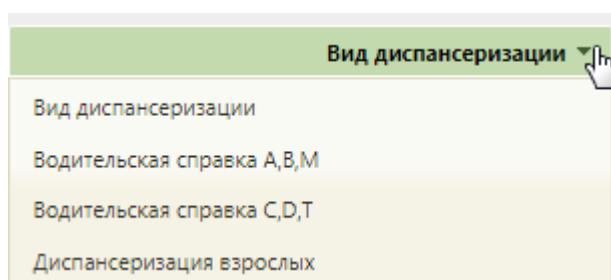 Вид диспансеризации
Вид диспансеризации
Водительская справка A,B,M
Водительская справка C,D,T
Диспансеризация взрослых